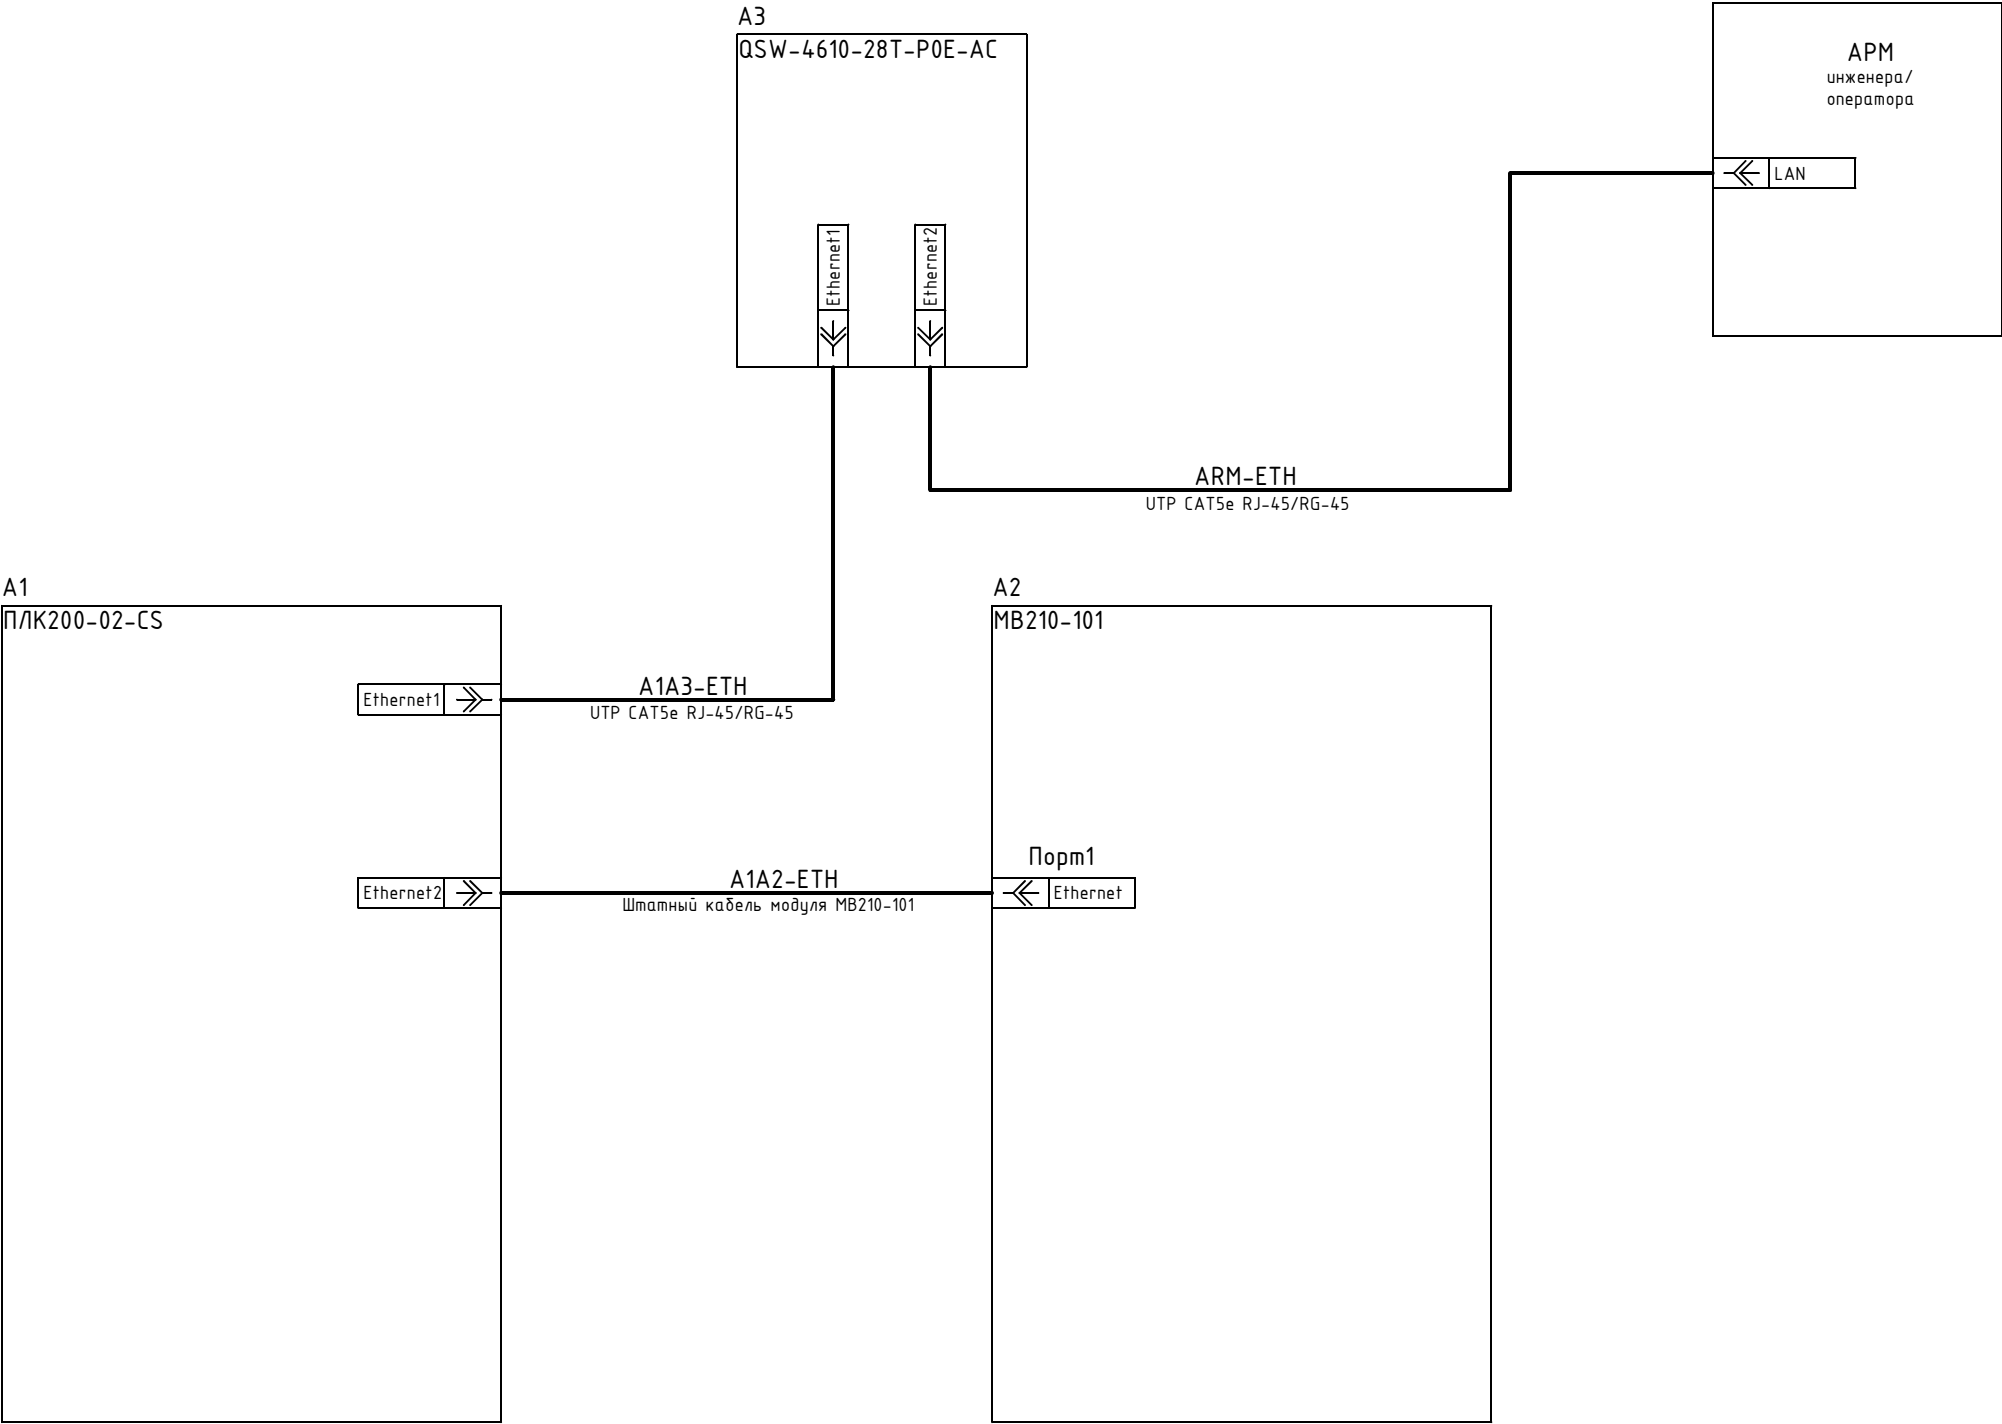 А3
QSW-4610-28T-P0E-AC
АРМ
инженера/
оператора
LAN
Ethernet1
Ethernet2
ARM-ETH
UTP CAT5e RJ-45/RG-45
А1
ПЛК200-02-CS
А2
МВ210-101
Ethernet1
A1A3-ETH
UTP CAT5e RJ-45/RG-45
Порт1
Ethernet2
A1A2-ETH
Штатный кабель модуля МВ210-101
Ethernet